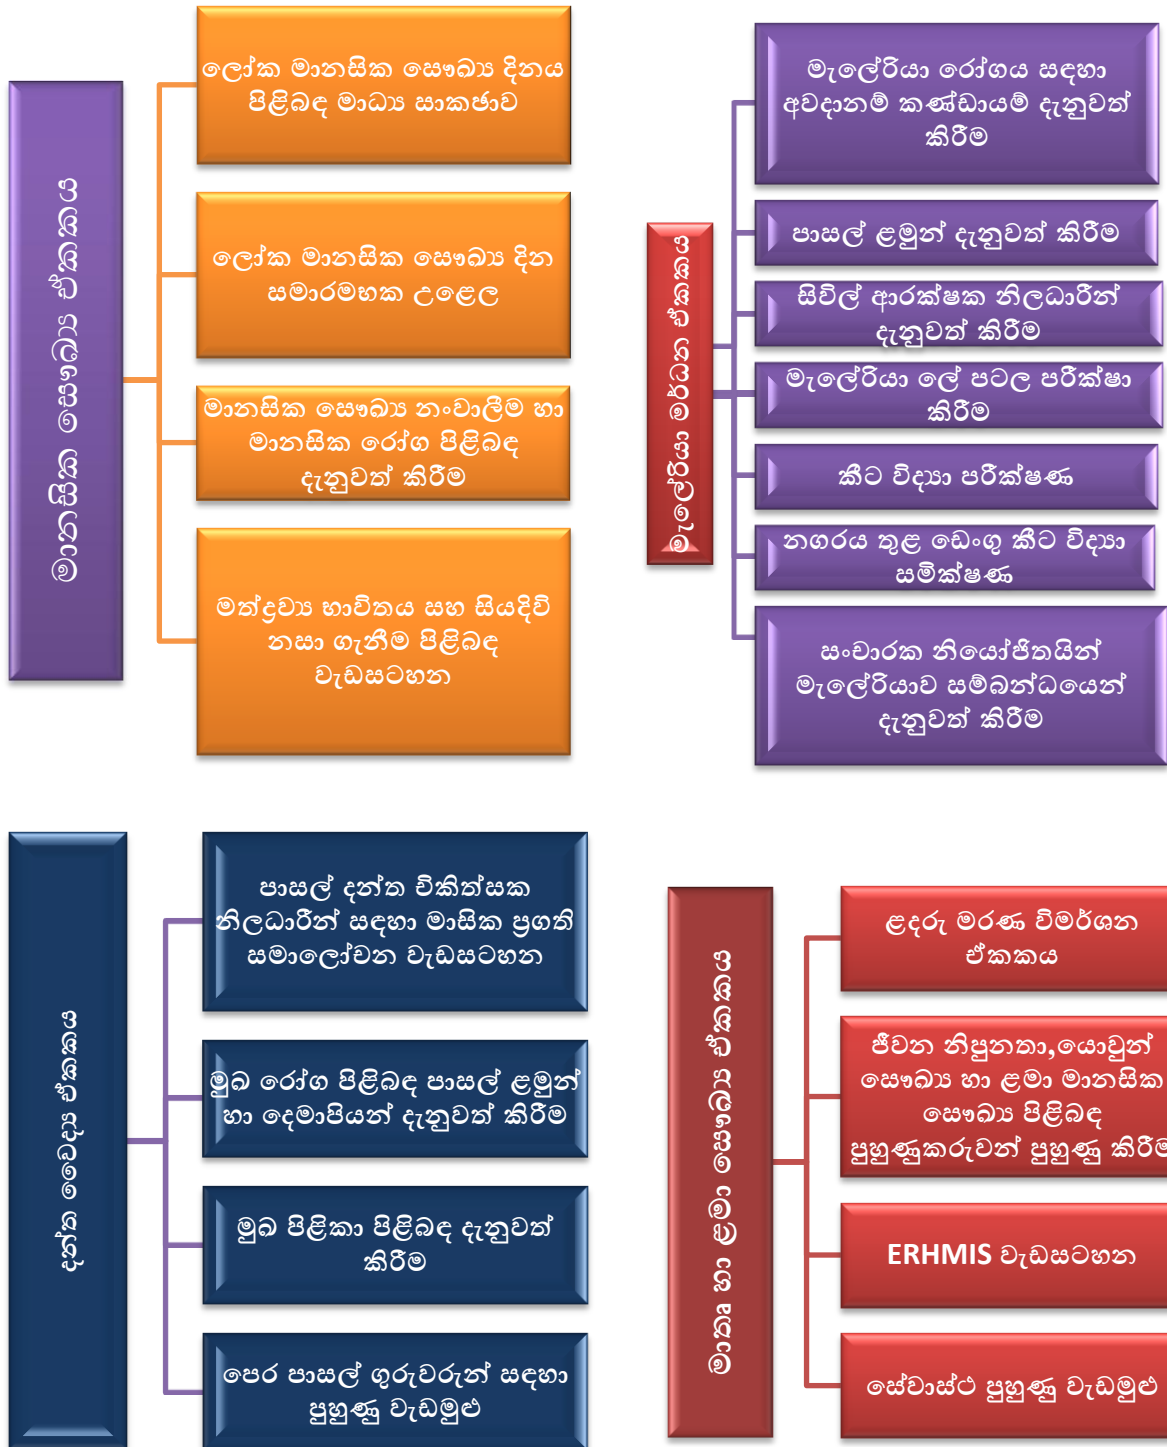 මානසික සෞඛ්‍ය ඒකකය
ලෝක මානසික සෞඛ්‍ය දිනය
පිළිබඳ මාධ්‍ය සාකඡාව
ලෝක මානසික සෞඛ්‍ය දින
සමාරමභක උළෙල
මානසික සෞඛ්‍ය නංවාලීම හා
මානසික රෝග පිළිබඳ
දැනුවත් කිරීම
මත්ද්‍රව්‍ය භාවිතය සහ සියදිවි
නසා ගැනීම පිළිබඳ
වැඩසටහන
මැලේරියා මර්ධන ඒකකය
මැලේරියා රෝගය සඳහා
අවදානම් කණ්ඩායම් දැනුවත්
කිරීම
පාසල් ළමුන් දැනුවත් කිරීම
සිවිල් ආරක්ෂක නිලධාරීන්
දැනුවත් කිරීම
මැලේරියා ලේ පටල පරීක්ෂා
කිරීම
කීට විද්‍යා පරීක්ෂණ
නගරය තුළ ඩෙංගු කීට විද්‍යා
සමික්ෂණ
සංචාරක නියෝජිතයින්
මැලේරියාව සම්බන්ධයෙන්
දැනුවත් කිරීම
දන්ත වෛද්‍ය ඒකකය
පාසල් දන්ත චිකිත්සක
නිලධාරීන් සඳහා මාසික ප්‍රගති
සමාලෝචන වැඩසටහන
මුඛ රෝග පිළිබඳ පාසල් ළමුන්
හා දෙමාපියන් දැනුවත් කිරීම
මුඛ පිළිකා පිළිබඳ දැනුවත්
කිරීම
පෙර පාසල් ගුරුවරුන් සඳහා
පුහුණු වැඩමුළු
මාතෘ හා ළමා සෞඛ්‍ය ඒකකය
ළදරු මරණ විමර්ශන
ඒකකය
ජීවන නිපුනතා,යොවුන්
සෞඛ්‍ය හා ළමා මානසික
සෞඛ්‍ය පිළිබඳ
පුහුණුකරුවන් පුහුණු කිරීම
ERHMIS වැඩසටහන
සේවාස්ථ පුහුණු වැඩමුළු